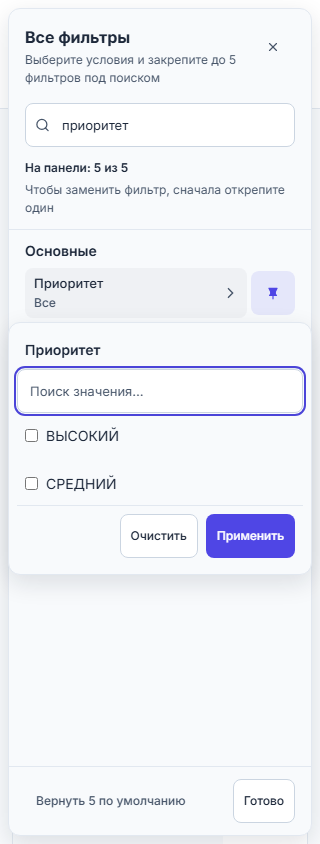 Все фильтры
Выберите условия и закрепите до 5
фильтров под поиском
приоритет
На панели: 5 из 5
Чтобы заменить фильтр, сначала открепите
один
Основные
Приоритет
Все
Приоритет
Поиск значения...
ВЫСОКИЙ
СРЕДНИЙ
Очистить
Применить
Вернуть 5 по умолчанию
Готово